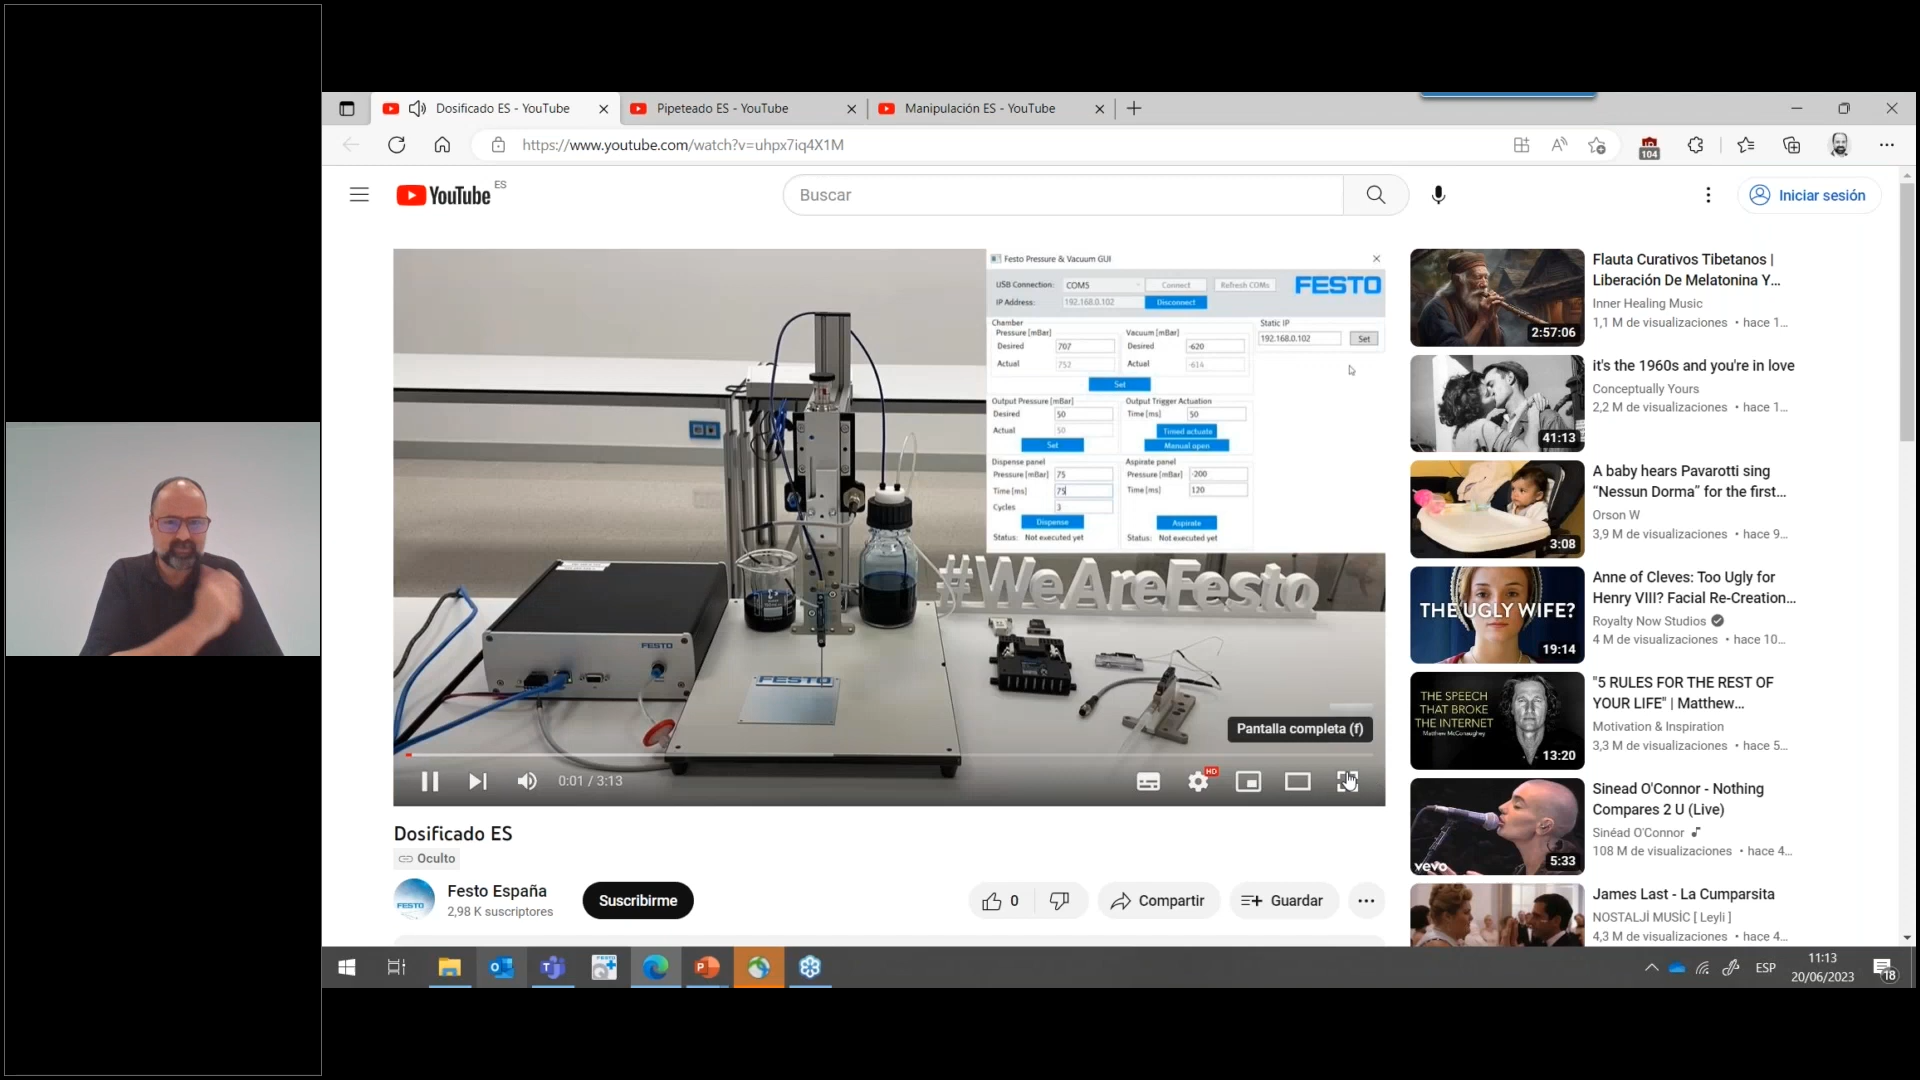 Dosificado ES - YouTube
Pipeteado ES - YouTube
Manipulación ES - YouTube
https://www.youtube.com/watch?v=uhpx7iq4X1M
104
YouTube ES
Buscar
Iniciar sesión
Festo Pressure & Vacuum GUI
USB Connection: COM5 Connect Refresh COMs
FESTO
IP Address: 192.168.0.102 Disconnect
Chamber
Pressure [mBar] Vacuum [mBar]
Static IP
Desired 707 Desired -620
192.168.0.102 Set
Actual 752 Actual -614
Set
Output Pressure [mBar] Output Trigger Actuation
Desired 50 Time [ms] 50
Actual 50 Timed actuate
Set Manual open
Dispense panel Aspirate panel
Pressure [mBar] 75 Pressure [mBar] -200
Time [ms] 75 Time [ms] 120
Cycles 3
Dispense Aspirate
Status: Not executed yet Status: Not executed yet
#WeAreFesto
FESTO
FESTO
Pantalla completa (f)
0:01 / 3:13
HD
Dosificado ES
Oculto
FESTO
Festo España
2,98 K suscriptores
Suscribirme
0
Compartir
Guardar
2:57:06
Flauta Curativos Tibetanos |
Liberación De Melatonina Y...
Inner Healing Music
1,1 M de visualizaciones • hace 1...
41:13
it's the 1960s and you're in love
Conceptually Yours
2,2 M de visualizaciones • hace 1...
3:08
A baby hears Pavarotti sing
“Nessun Dorma” for the first...
Orson W
3,9 M de visualizaciones • hace 9...
THE UGLY WIFE?
19:14
Anne of Cleves: Too Ugly for
Henry VIII? Facial Re-Creation...
Royalty Now Studios
4 M de visualizaciones • hace 10...
THE SPEECH
THAT BROKE
THE INTERNET
Matthew McConaughey
13:20
"5 RULES FOR THE REST OF
YOUR LIFE" | Matthew...
Motivation & Inspiration
3,3 M de visualizaciones • hace 5...
vevo
5:33
Sinead O'Connor - Nothing
Compares 2 U (Live)
Sinéad O'Connor
108 M de visualizaciones • hace 4...
James Last - La Cumparsita
NOSTALJİ MUSİC [ Leyli ]
4,3 M de visualizaciones • hace 4...
FESTO
ESP
11:13
20/06/2023
18